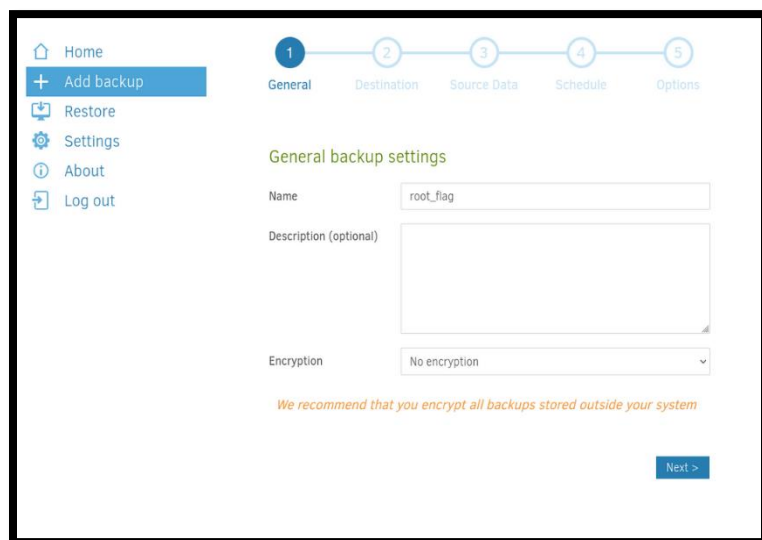 Home
Add backup
Restore
Settings
About
Log out
1 2 3 4 5
General Destination Source Data Schedule Options
General backup settings
Name root_flag
Description (optional)
Encryption No encryption
We recommend that you encrypt all backups stored outside your system
Next >